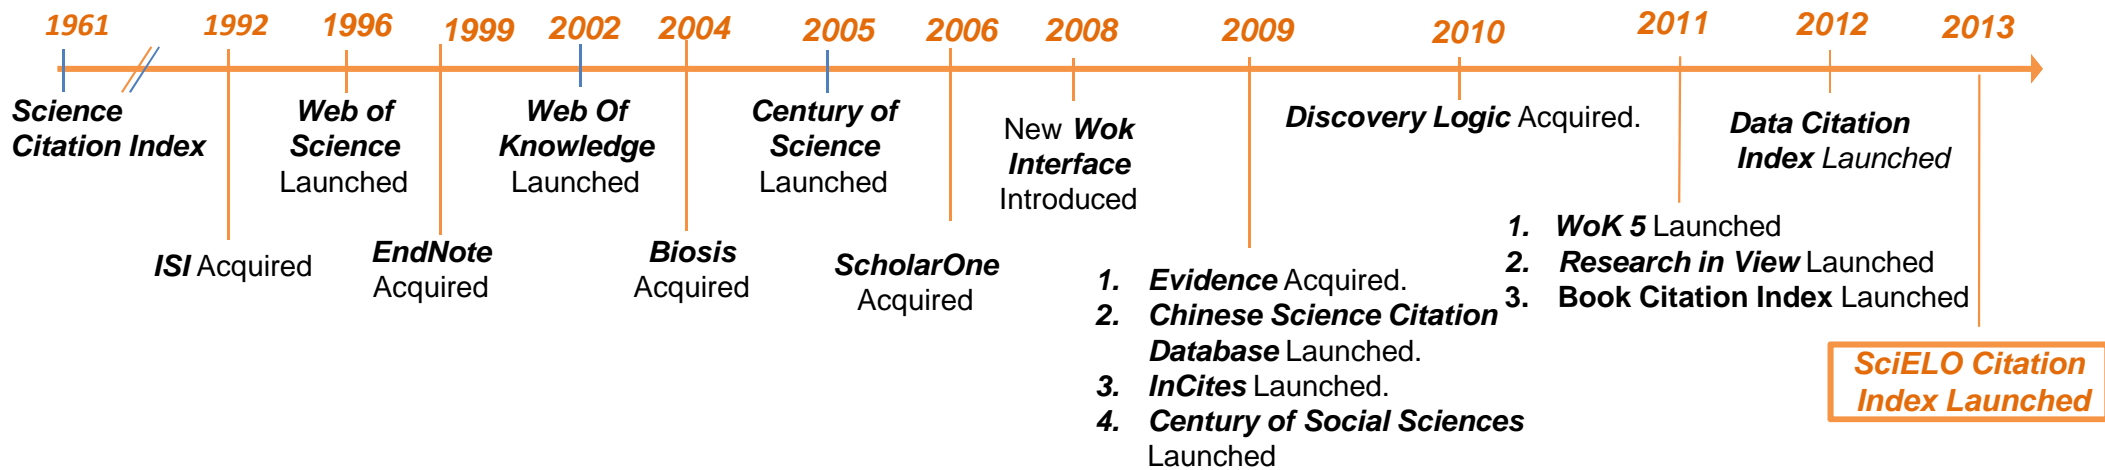 1961
1992
1996
1999
2002
2004
2005
2006
2008
2009
2010
2011
2012
2013
Science
Citation Index
ISI Acquired
Web of
Science
Launched
EndNote
Acquired
Web Of
Knowledge
Launched
Biosis
Acquired
Century of
Science
Launched
ScholarOne
Acquired
New Wok
Interface
Introduced
1. Evidence Acquired.
2. Chinese Science Citation
Database Launched.
3. InCites Launched.
4. Century of Social Sciences
Launched
Discovery Logic Acquired.
1. WoK 5 Launched
2. Research in View Launched
3. Book Citation Index Launched
Data Citation
Index Launched
SciELO Citation
Index Launched